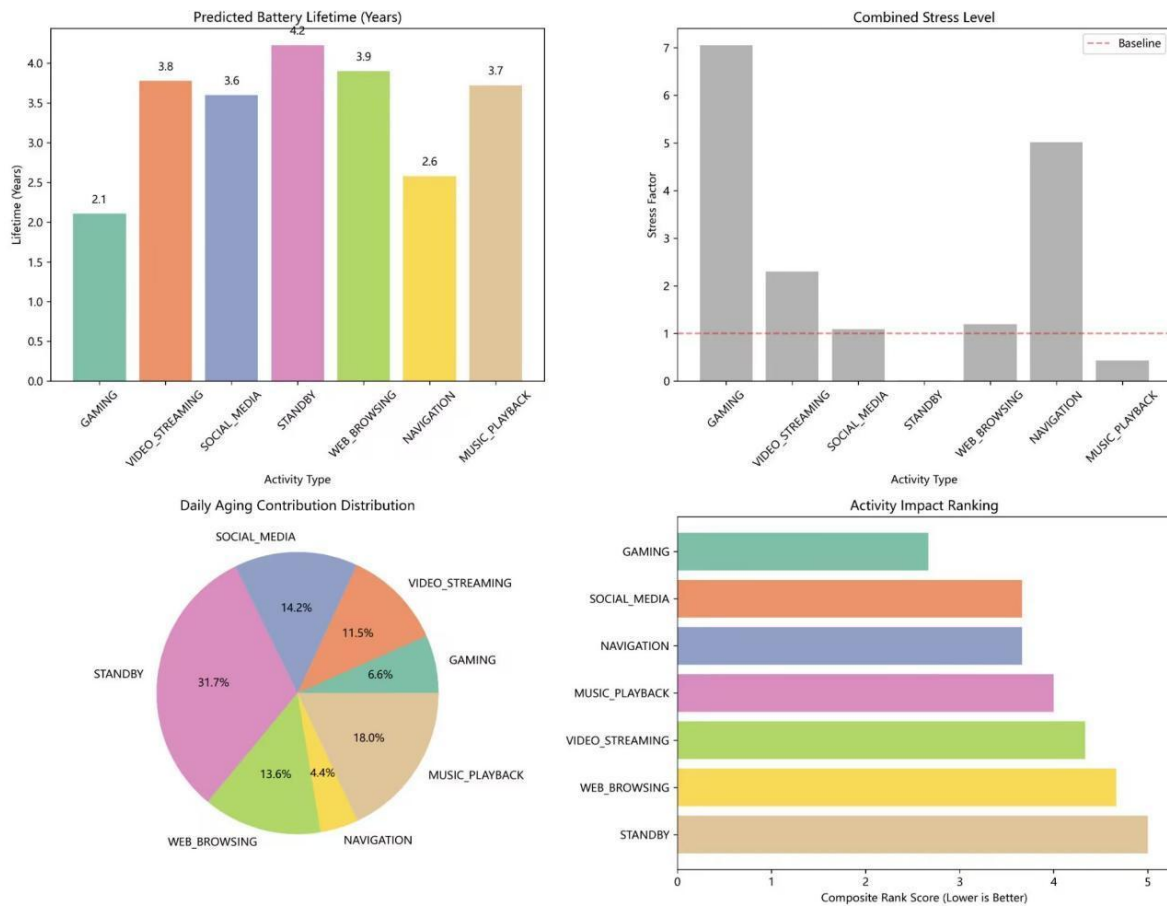 Predicted Battery Lifetime (Years)
4.2
3.9
3.8
3.7
3.6
2.6
2.1
4.0
3.5
3.0
2.5
2.0
1.5
1.0
0.5
0.0
Lifetime (Years)
GAMING
VIDEO_STREAMING
SOCIAL_MEDIA
STANDBY
WEB_BROWSING
NAVIGATION
MUSIC_PLAYBACK
Activity Type
Combined Stress Level
Baseline
7
6
5
4
3
2
1
0
Stress Factor
GAMING
VIDEO_STREAMING
SOCIAL_MEDIA
STANDBY
WEB_BROWSING
NAVIGATION
MUSIC_PLAYBACK
Activity Type
Daily Aging Contribution Distribution
SOCIAL_MEDIA
14.2%
VIDEO_STREAMING
11.5%
GAMING
6.6%
STANDBY
31.7%
MUSIC_PLAYBACK
18.0%
WEB_BROWSING
13.6%
NAVIGATION
4.4%
Activity Impact Ranking
GAMING
SOCIAL_MEDIA
NAVIGATION
MUSIC_PLAYBACK
VIDEO_STREAMING
WEB_BROWSING
STANDBY
0 1 2 3 4 5
Composite Rank Score (Lower is Better)